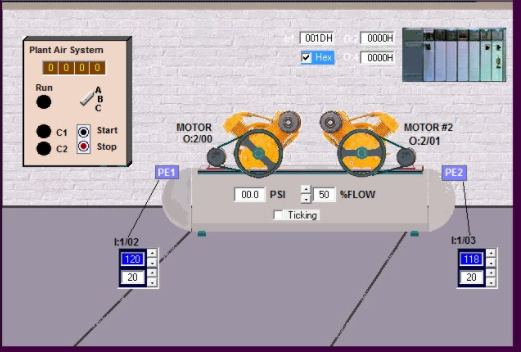 Plant Air System
0 0 0 0
Run
A
B
C
C1
Start
C2
Stop
001DH
O:2
0000H
Hex
0000H
MOTOR
O:2/00
MOTOR #2
O:2/01
PE1
PE2
00.0 PSI 50 %FLOW
Ticking
I:1/02
120
20
I:1/03
118
20